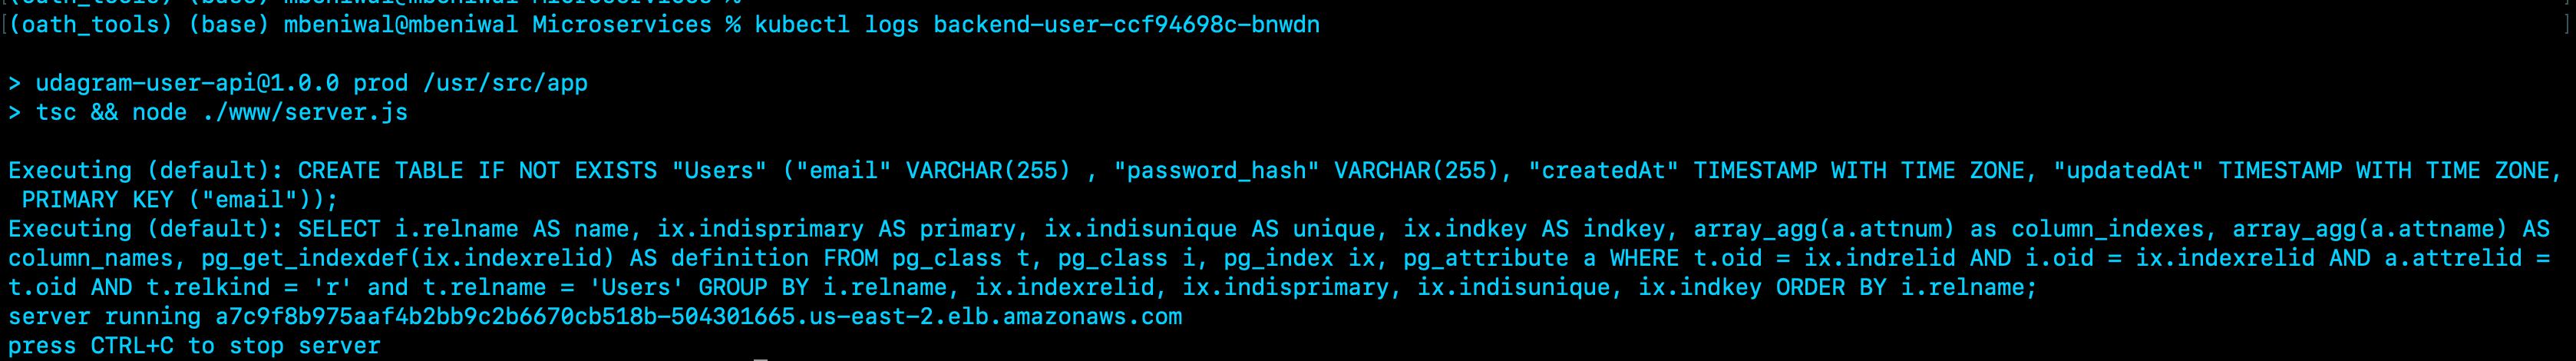 (oath_tools) (base) mbeniwal@mbeniwal Microservices %
[(oath_tools) (base) mbeniwal@mbeniwal Microservices % kubectl logs backend-user-ccf94698c-bnwdn ]
> udagram-user-api@1.0.0 prod /usr/src/app
> tsc && node ./www/server.js
Executing (default): CREATE TABLE IF NOT EXISTS "Users" ("email" VARCHAR(255) , "password_hash" VARCHAR(255), "createdAt" TIMESTAMP WITH TIME ZONE, "updatedAt" TIMESTAMP WITH TIME ZONE,
PRIMARY KEY ("email"));
Executing (default): SELECT i.relname AS name, ix.indisprimary AS primary, ix.indisunique AS unique, ix.indkey AS indkey, array_agg(a.attnum) as column_indexes, array_agg(a.attname) AS
column_names, pg_get_indexdef(ix.indexrelid) AS definition FROM pg_class t, pg_class i, pg_index ix, pg_attribute a WHERE t.oid = ix.indrelid AND i.oid = ix.indexrelid AND a.attrelid =
t.oid AND t.relkind = 'r' and t.relname = 'Users' GROUP BY i.relname, ix.indexrelid, ix.indisprimary, ix.indisunique, ix.indkey ORDER BY i.relname;
server running a7c9f8b975aaf4b2bb9c2b6670cb518b-504301665.us-east-2.elb.amazonaws.com
press CTRL+C to stop server